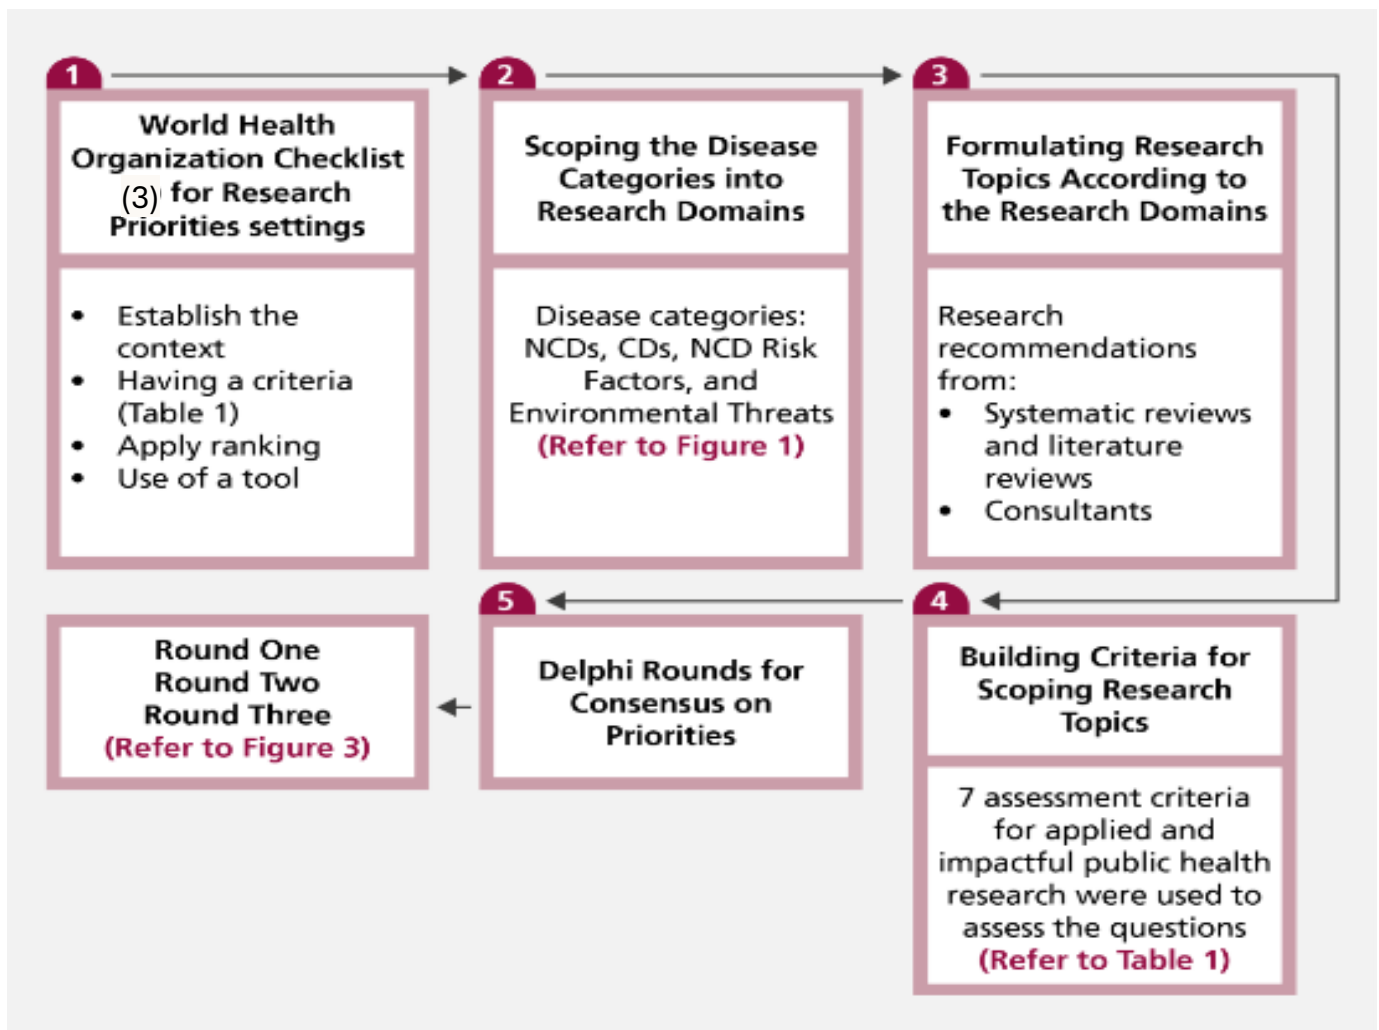 1
World Health
Organization Checklist
(3) for Research
Priorities settings
• Establish the
context
• Having a criteria
(Table 1)
• Apply ranking
• Use of a tool
2
Scoping the Disease
Categories into
Research Domains
Disease categories:
NCDs, CDs, NCD Risk
Factors, and
Environmental Threats
(Refer to Figure 1)
3
Formulating Research
Topics According to
the Research Domains
Research
recommendations
from:
• Systematic reviews
and literature
reviews
• Consultants
4
Building Criteria for
Scoping Research
Topics
7 assessment criteria
for applied and
impactful public health
research were used to
assess the questions
(Refer to Table 1)
5
Delphi Rounds for
Consensus on
Priorities
Round One
Round Two
Round Three
(Refer to Figure 3)